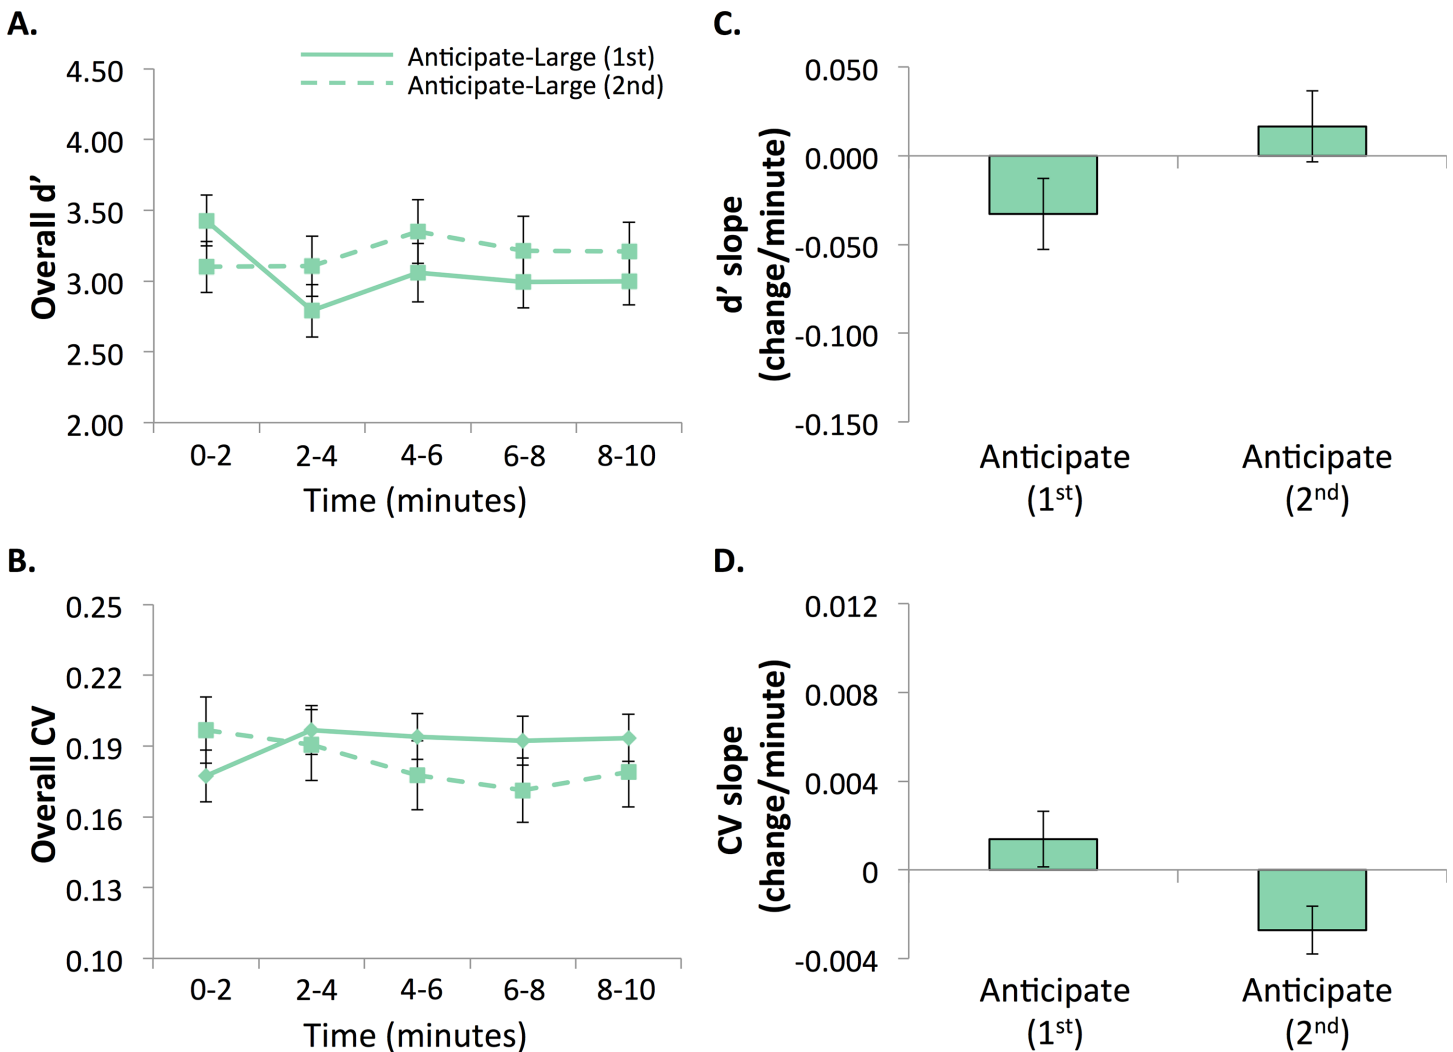 A.
Anticipate-Large (1st)
Anticipate-Large (2nd)
4.50
4.00
3.50
3.00
2.50
2.00
Overall d’
0-2
2-4
4-6
6-8
8-10
Time (minutes)
C.
0.050
0.000
-0.050
-0.100
-0.150
d’ slope
(change/minute)
Anticipate
(1st)
Anticipate
(2nd)
B.
0.25
0.22
0.19
0.16
0.13
0.10
Overall CV
0-2
2-4
4-6
6-8
8-10
Time (minutes)
D.
0.012
0.008
0.004
0
-0.004
CV slope
(change/minute)
Anticipate
(1st)
Anticipate
(2nd)